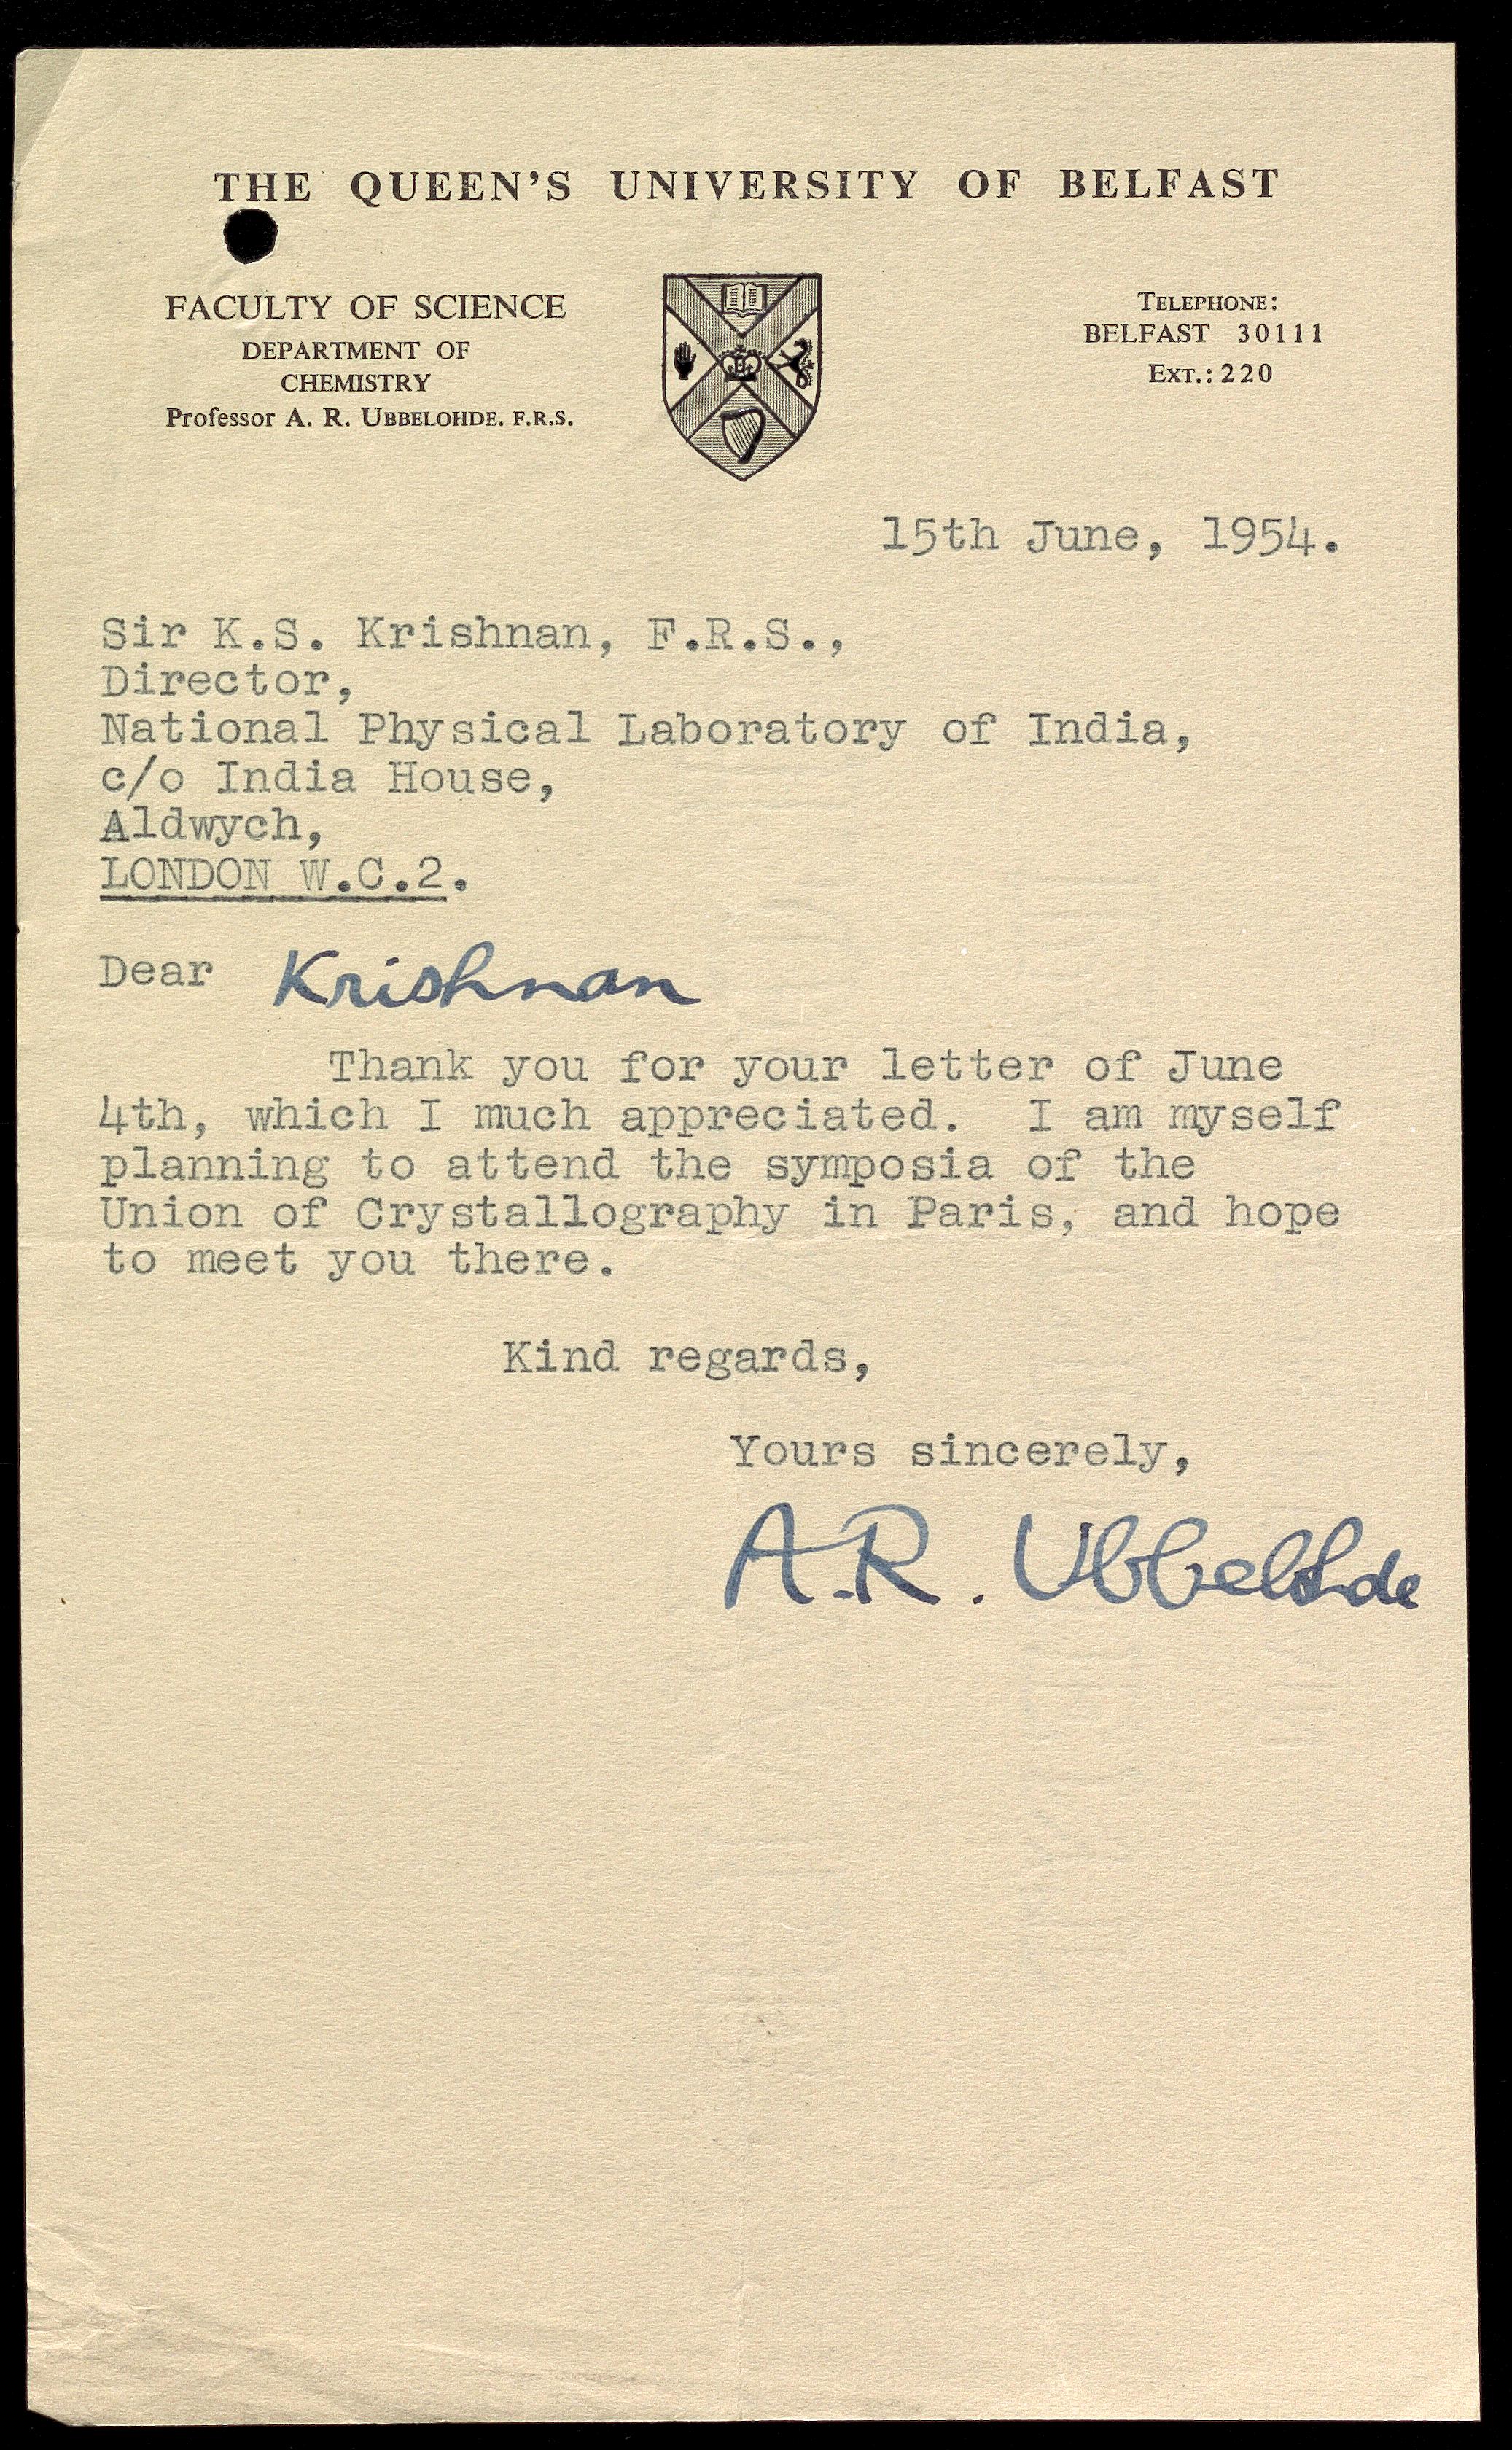 THE QUEEN'S UNIVERSITY OF BELFAST
FACULTY OF SCIENCE
DEPARTMENT OF
CHEMISTRY
Professor A. R. UBBELOHDE. F.R.S.
TELEPHONE:
BELFAST 30111
EXT.: 220
15th June, 1954.
Sir K.S. Krishnan, F.R.S.,
Director,
National Physical Laboratory of India,
c/o India House,
Aldwych,
LONDON W.C.2.
Dear Krishnan
Thank you for your letter of June
4th, which I much appreciated. I am myself
planning to attend the symposia of the
Union of Crystallography in Paris, and hope
to meet you there.
Kind regards,
Yours sincerely,
A.R. Ubbelohde